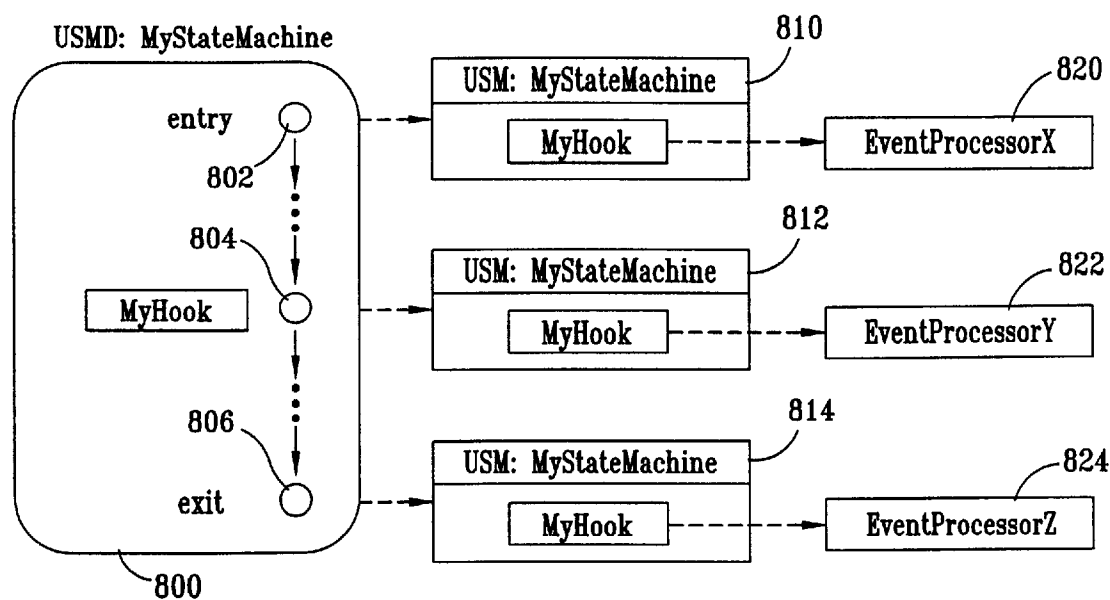 USMD: MyStateMachine
810
USM: MyStateMachine
820
entry
MyHook
EventProcessorX
802
804
812
USM: MyStateMachine
822
MyHook
MyHook
EventProcessorY
806
814
USM: MyStateMachine
824
exit
MyHook
EventProcessorZ
800